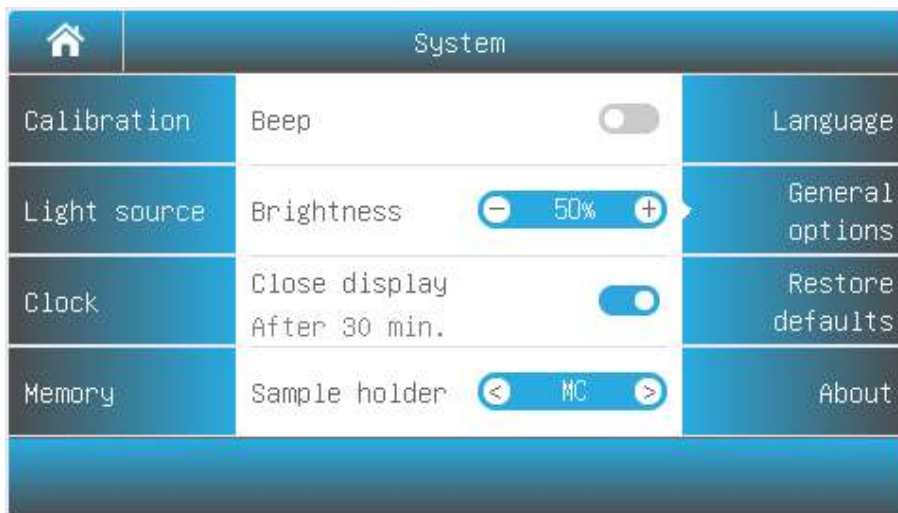 System
Calibration
Beep
Language
Light source
Brightness
− 50% +
General
options
Clock
Close display
After 30 min.
Restore
defaults
Memory
Sample holder
< MC >
About